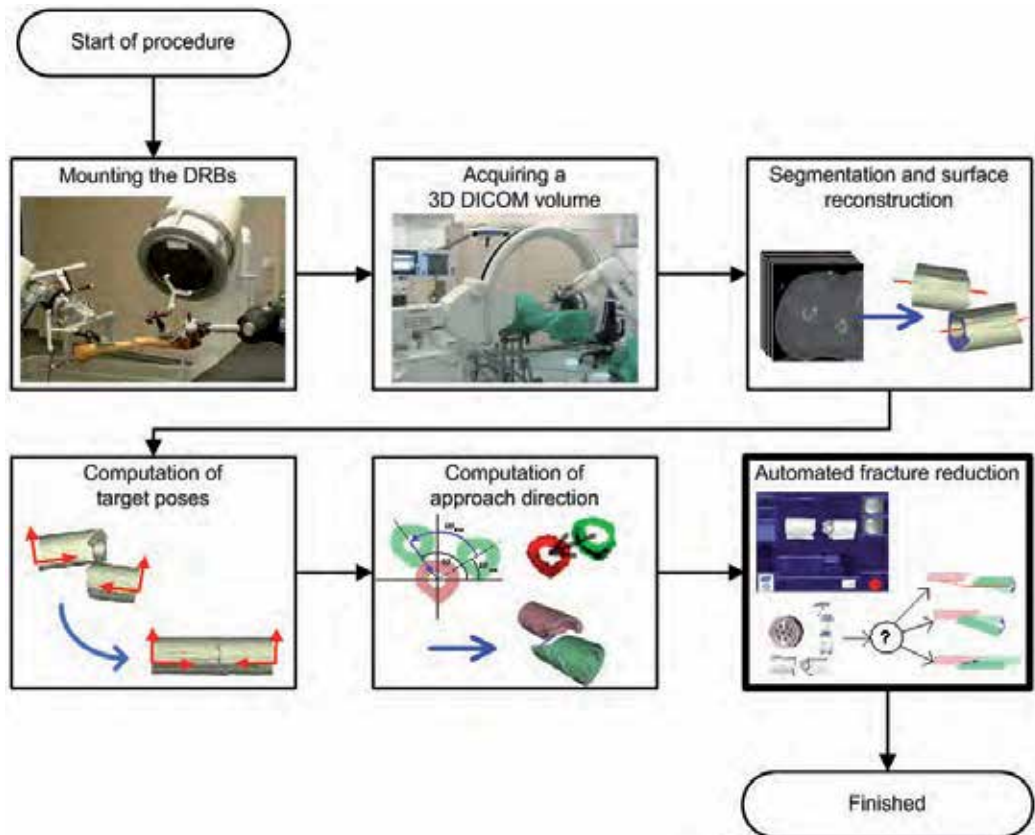 Start of procedure
Mounting the DRBs
Acquiring a
3D DICOM volume
Segmentation and surface
reconstruction
Computation of
target poses
Computation of
approach direction
Automated fracture reduction
?
Finished